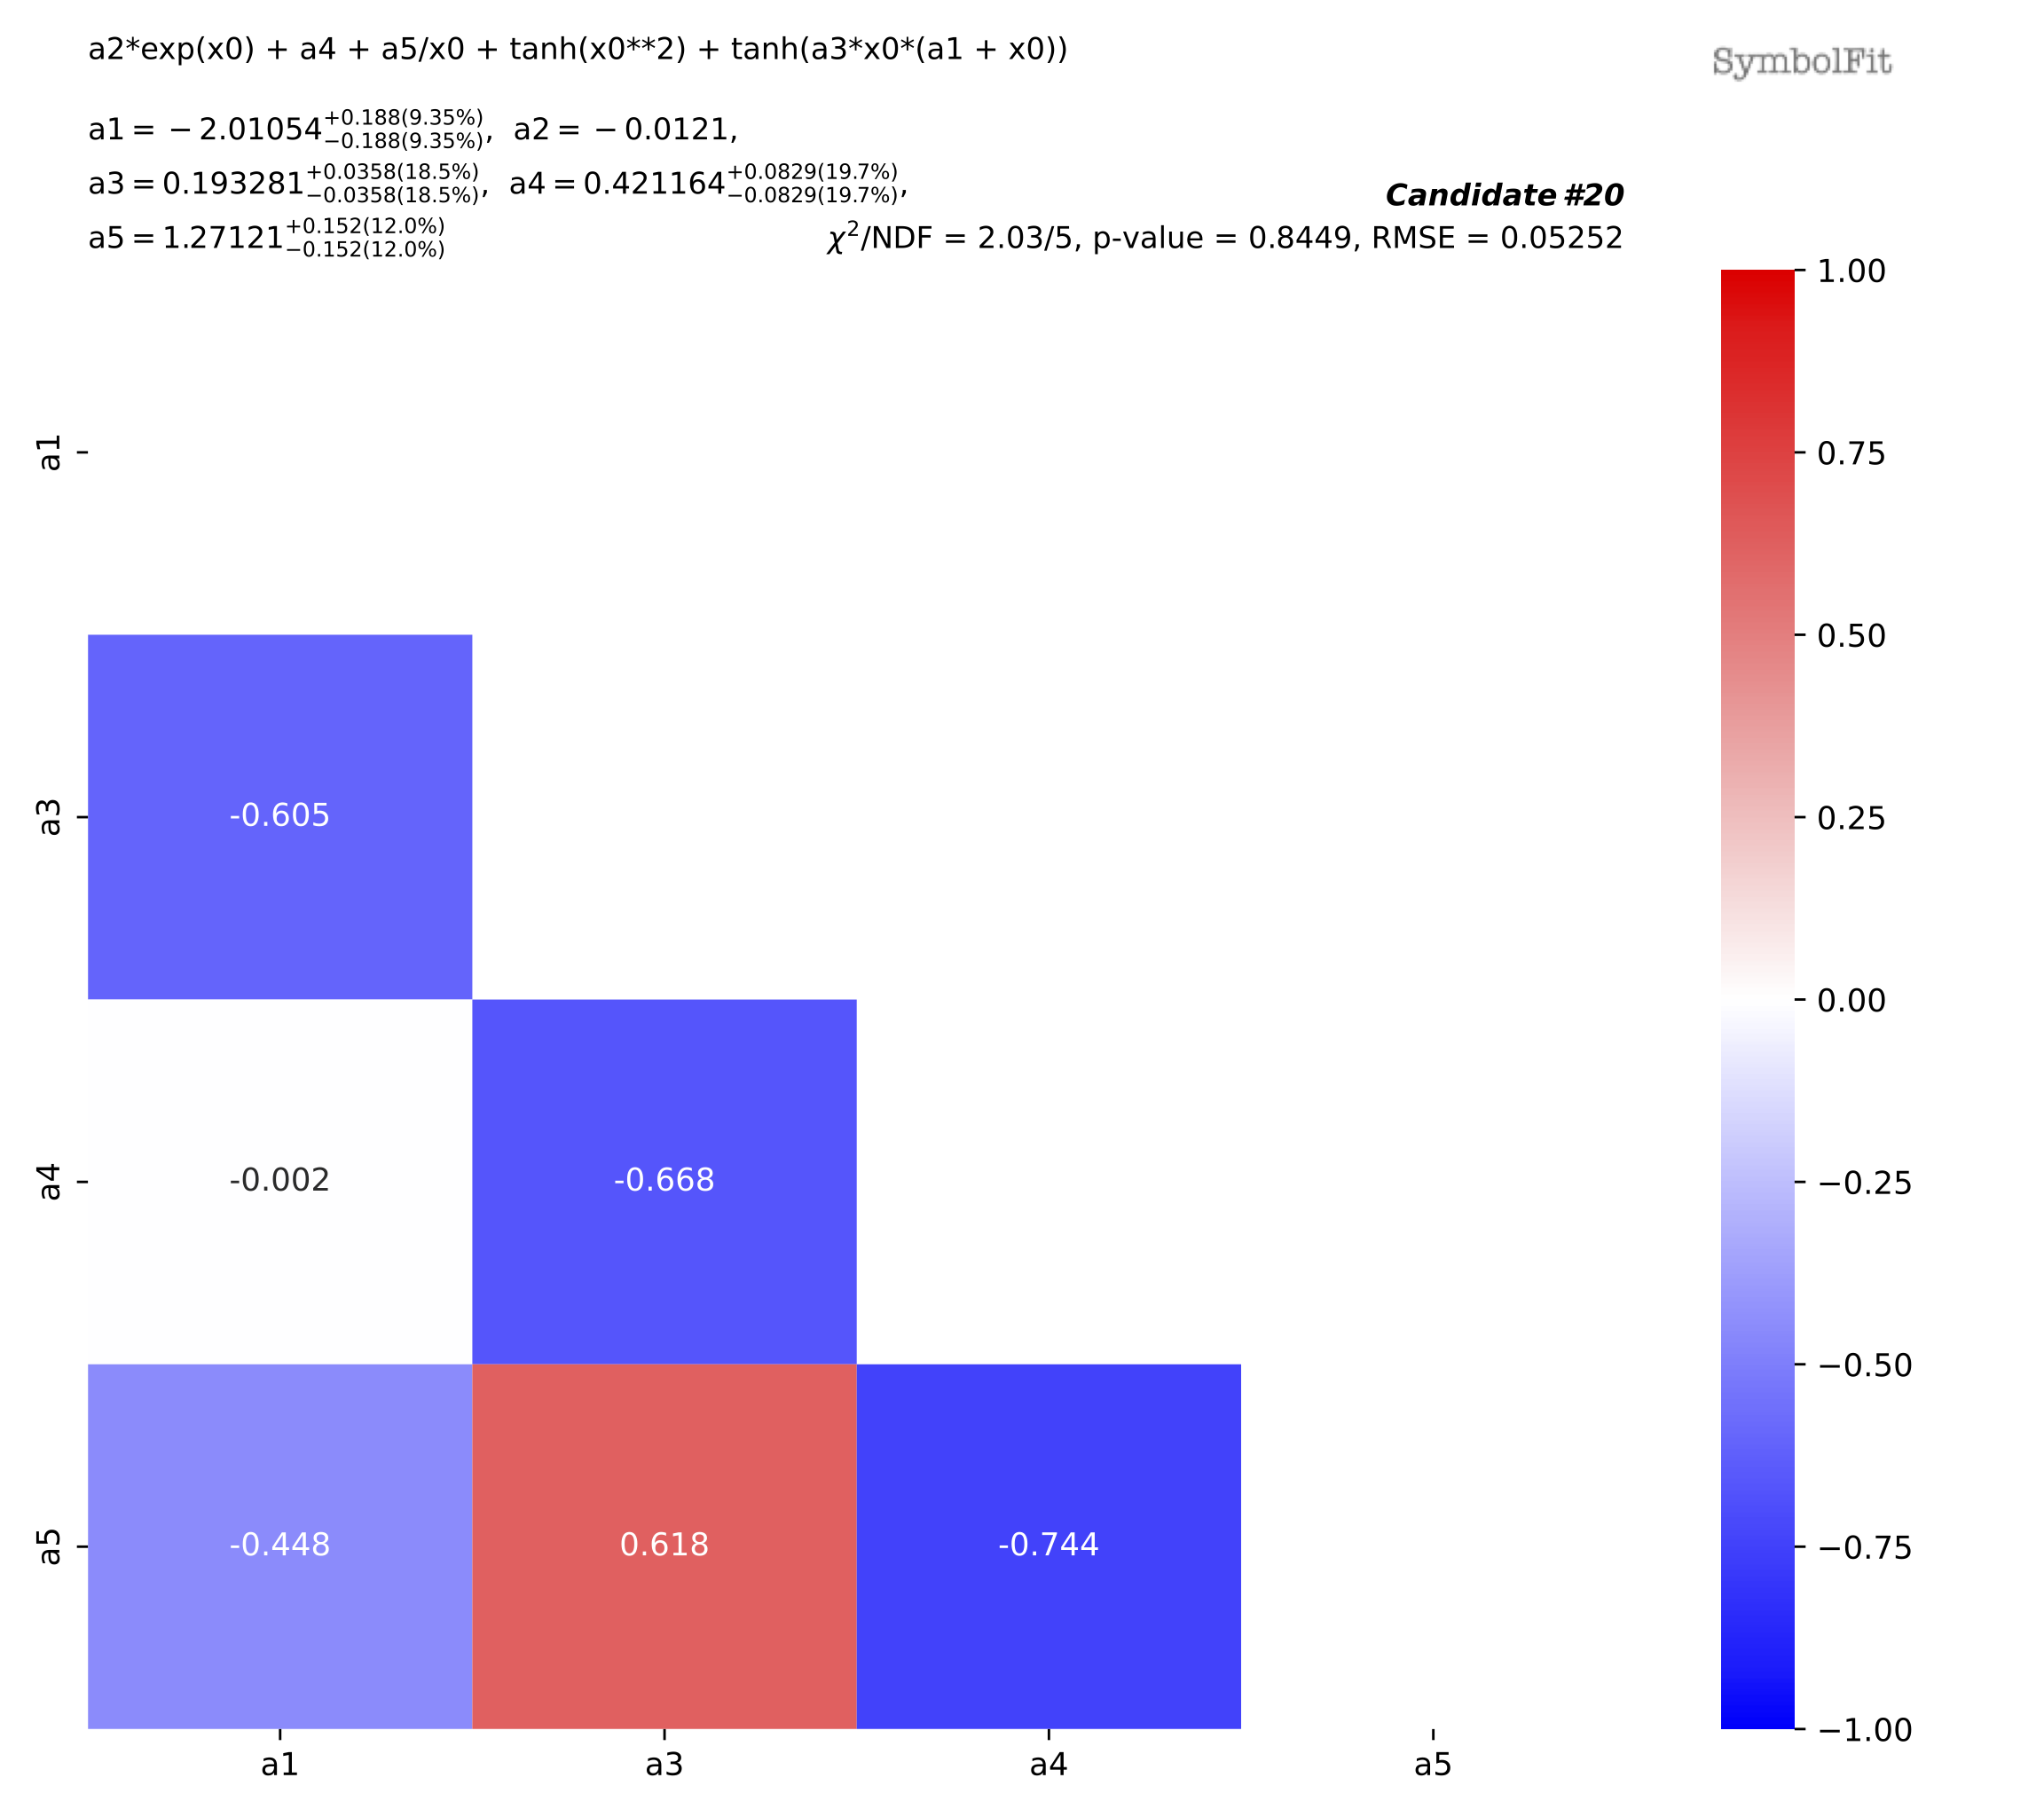 a2*exp(x0) + a4 + a5/x0 + tanh(x0**2) + tanh(a3*x0*(a1 + x0))
SymbolFit
a1 = −2.01054 +0.188(9.35%) −0.188(9.35%), a2 = −0.0121,
a3 = 0.193281 +0.0358(18.5%) −0.0358(18.5%), a4 = 0.421164 +0.0829(19.7%) −0.0829(19.7%),
a5 = 1.27121 +0.152(12.0%) −0.152(12.0%)
Candidate #20
χ²/NDF = 2.03/5, p-value = 0.8449, RMSE = 0.05252
a1
a3
-0.605
a4
-0.002 -0.668
a5
-0.448 0.618 -0.744
a1 a3 a4 a5
1.00
0.75
0.50
0.25
0.00
−0.25
−0.50
−0.75
−1.00